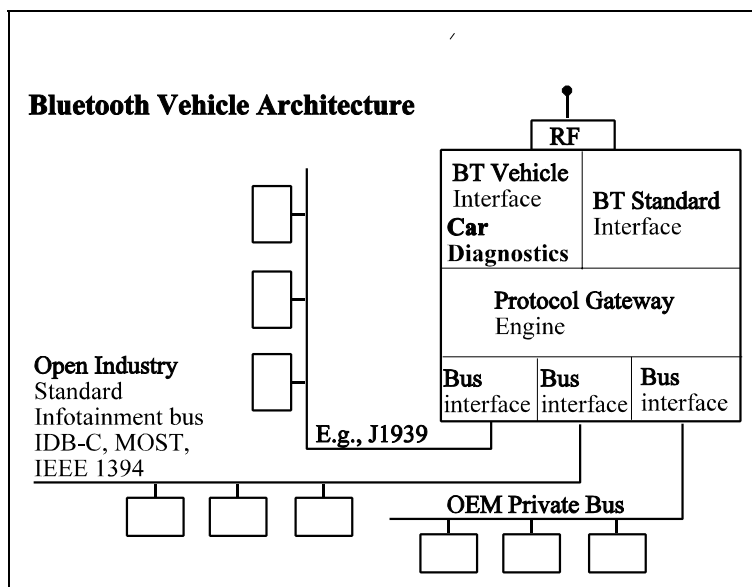 Bluetooth Vehicle Architecture
RF
BT Vehicle
Interface
Car
Diagnostics
BT Standard
Interface
Protocol Gateway
Engine
Bus
interface
Bus
interface
Bus
interface
Open Industry
Standard
Infotainment bus
IDB-C, MOST,
IEEE 1394
E.g., J1939
OEM Private Bus